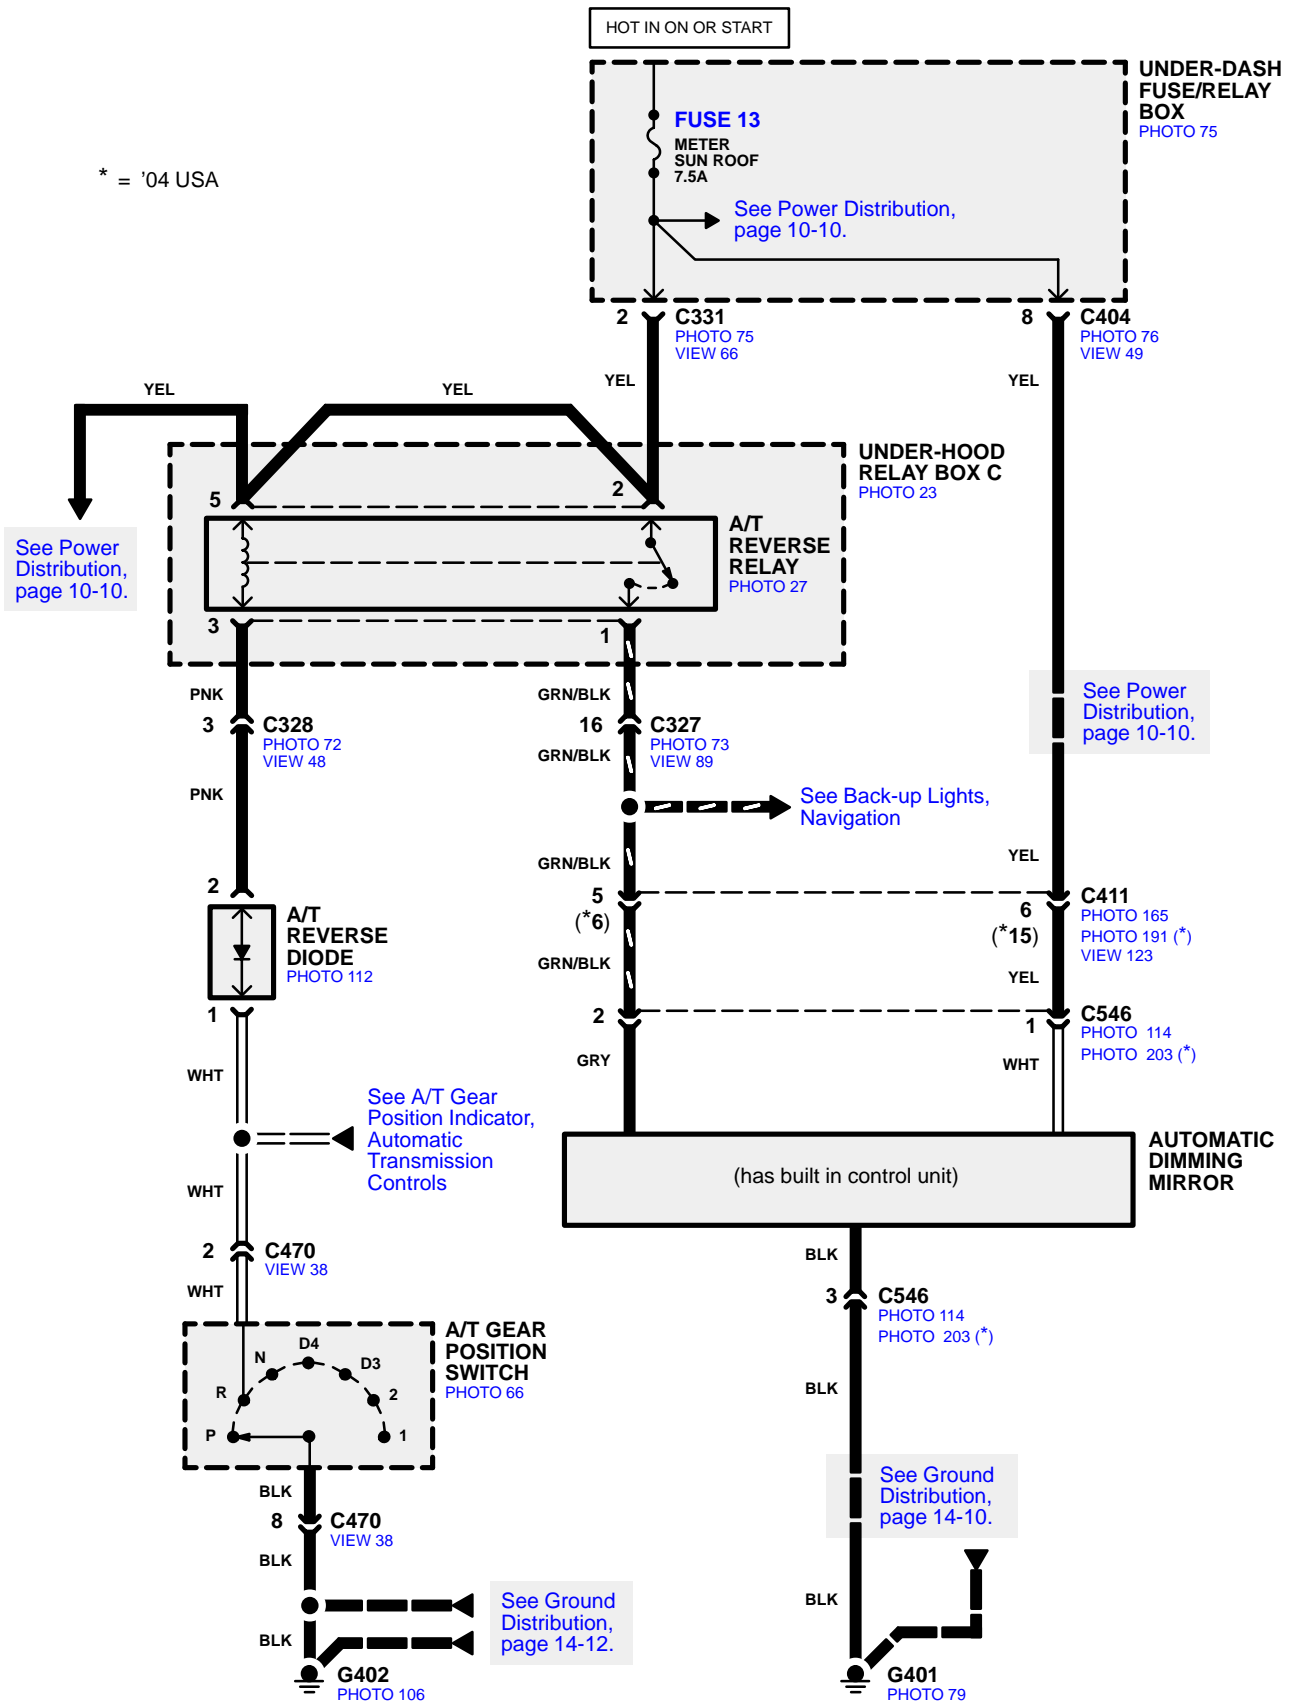 HOT IN ON OR START
UNDER-DASH
FUSE/RELAY
BOX
PHOTO 75
FUSE 13
METER
SUN ROOF
7.5A
* = ’04 USA
See Power Distribution,
page 10-10.
2 C331
PHOTO 75
VIEW 66
8 C404
PHOTO 76
VIEW 49
YEL
YEL
YEL
YEL
UNDER-HOOD
RELAY BOX C
PHOTO 23
5
2
See Power
Distribution,
page 10-10.
A/T
REVERSE
RELAY
PHOTO 27
3
1
PNK
GRN/BLK
See Power
Distribution,
page 10-10.
3 C328
PHOTO 72
VIEW 48
16 C327
PHOTO 73
VIEW 89
GRN/BLK
PNK
See Back-up Lights,
Navigation
GRN/BLK
YEL
2
5
(*6)
C411
6
(*15)
PHOTO 165
PHOTO 191 (*)
VIEW 123
A/T
REVERSE
DIODE
PHOTO 112
GRN/BLK
YEL
1
2
1
C546
PHOTO 114
PHOTO 203 (*)
GRY
WHT
WHT
See A/T Gear
Position Indicator,
Automatic
Transmission
Controls
AUTOMATIC
DIMMING
MIRROR
(has built in control unit)
WHT
2 C470
VIEW 38
WHT
BLK
3 C546
PHOTO 114
PHOTO 203 (*)
A/T GEAR
POSITION
SWITCH
PHOTO 66
D4
N
D3
R
2
P
1
BLK
BLK
8 C470
VIEW 38
See Ground
Distribution,
page 14-10.
BLK
See Ground
Distribution,
page 14-12.
BLK
BLK
G402
PHOTO 106
G401
PHOTO 79